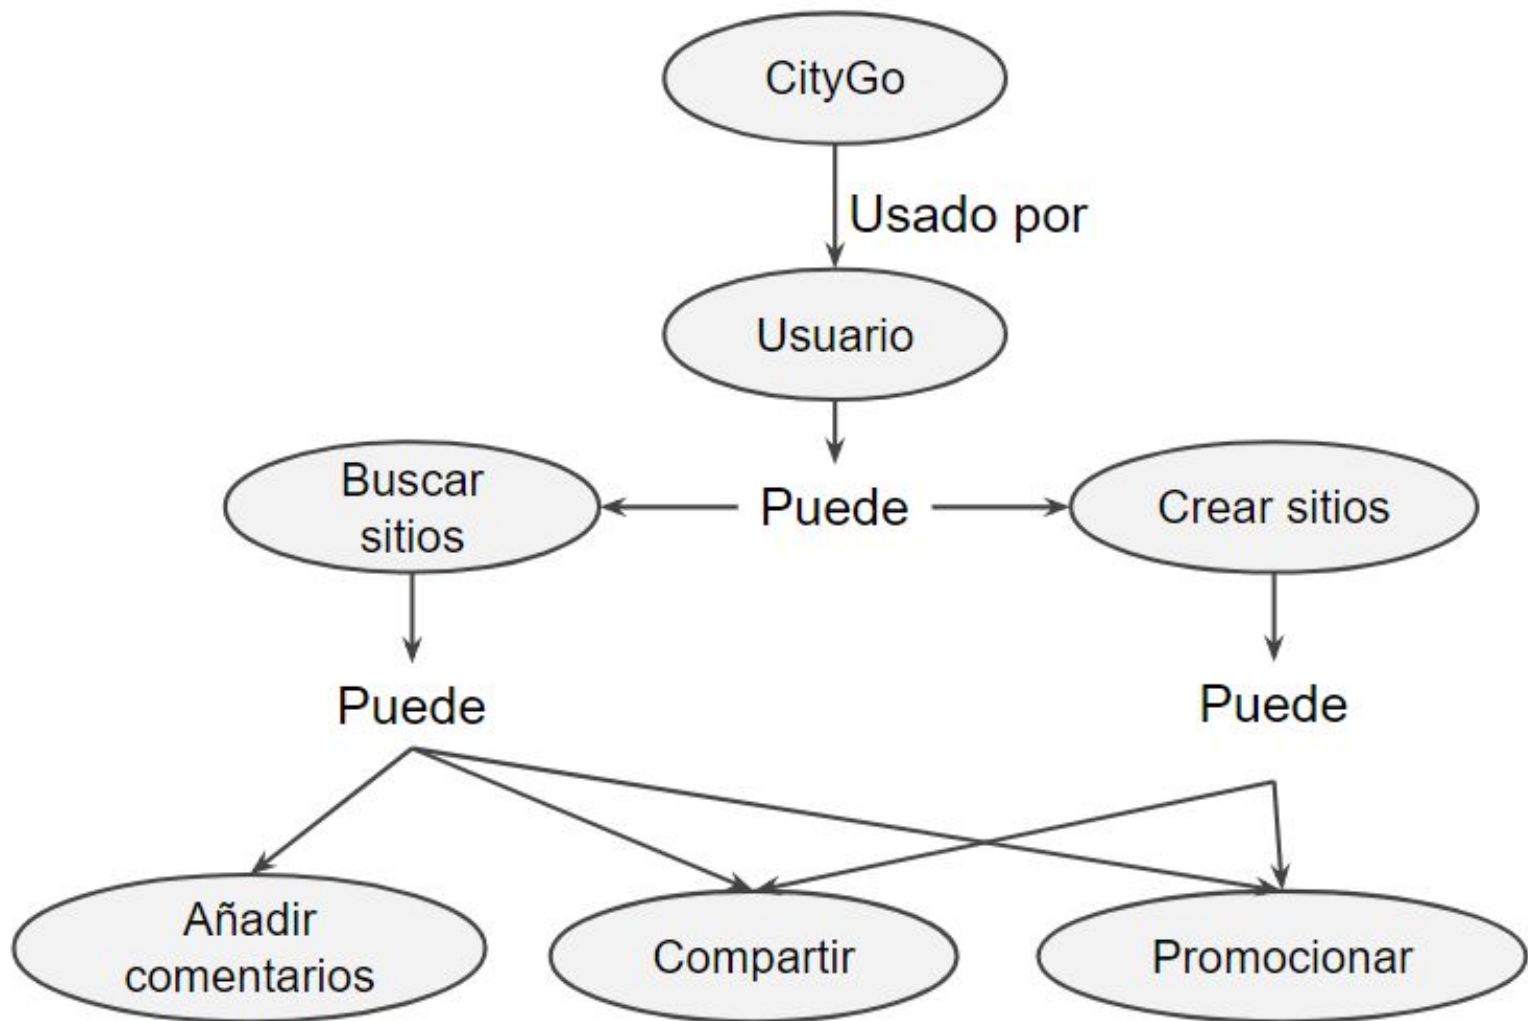 CityGo
Usado por
Usuario
Buscar
sitios
Puede
Crear sitios
Puede
Puede
Añadir
comentarios
Compartir
Promocionar